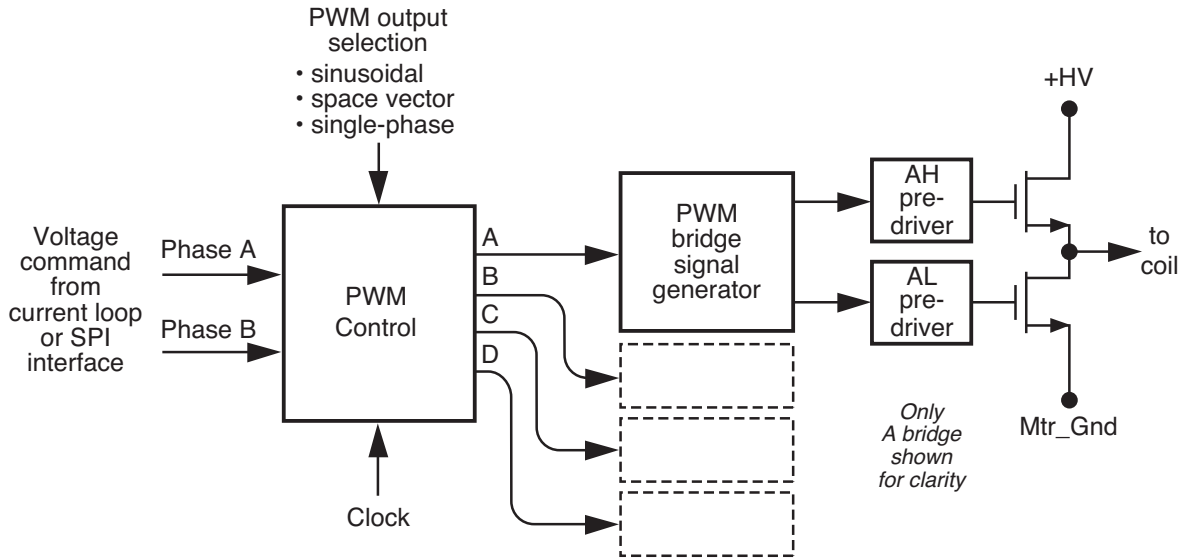 PWM output
selection
• sinusoidal
• space vector
• single-phase
Voltage
command
from
current loop
or SPI
interface
Phase A
Phase B
PWM
Control
Clock
A
B
C
D
PWM
bridge
signal
generator
AH
pre-
driver
AL
pre-
driver
+HV
to
coil
Mtr_Gnd
Only
A bridge
shown
for clarity